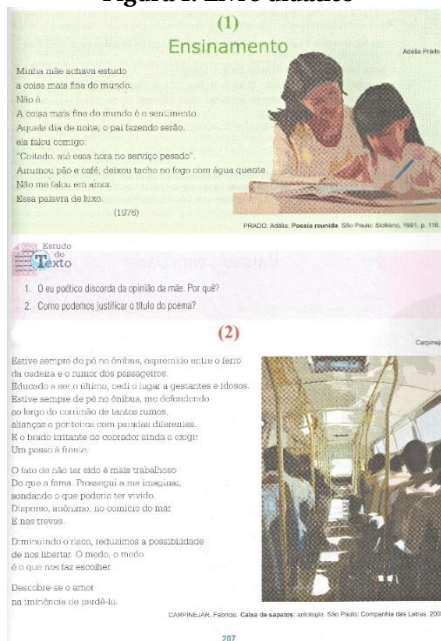 Figura 1: Livro didático
(1)
Ensinamento
Adélia Prado
Minha mãe achava estudo
a coisa mais fina do mundo.
Não é.
A coisa mais fina do mundo é o sentimento.
Aquele dia de noite, o pai fazendo serão,
ela falou comigo:
"Coitado, até essa hora no serviço pesado".
Arrumou pão e café, deixou tacho no fogo com água quente.
Não me falou em amor.
Essa palavra de luxo.
(1976)
PRADO, Adélia. Poesia reunida. São Paulo: Siciliano, 1991. p. 116.
Estudo
do
Texto
1. O eu poético discorda da opinião da mãe. Por quê?
2. Como podemos justificar o título do poema?
(2)
Carpinej
Estive sempre de pé no ônibus, espremido entre o ferro
da cadeira e o rumor dos passageiros.
Educado a ser o último, cedi o lugar a gestantes e idosos.
Estive sempre de pé no ônibus, me defendendo
ao largo do corrimão de tantos rumos,
alianças e ponteiros com paradas diferentes.
E o brado irritante do cobrador ainda a exigir
Um passo à frente.
O fato de não ter sido é mais trabalhoso
Do que a fama. Prossegui a me imaginar,
sondando o que poderia ter vivido.
Disperso, anônimo, no comício do mar
E nas trevas.
Diminuindo o risco, reduzimos a possibilidade
de nos libertar. O medo, o medo
é o que nos faz escolher.
Descobre-se o amor
na iminência de perdê-lo.
CARPINEJAR, Fabrício. Caixa de sapatos: antologia. São Paulo: Companhia das Letras, 200
207